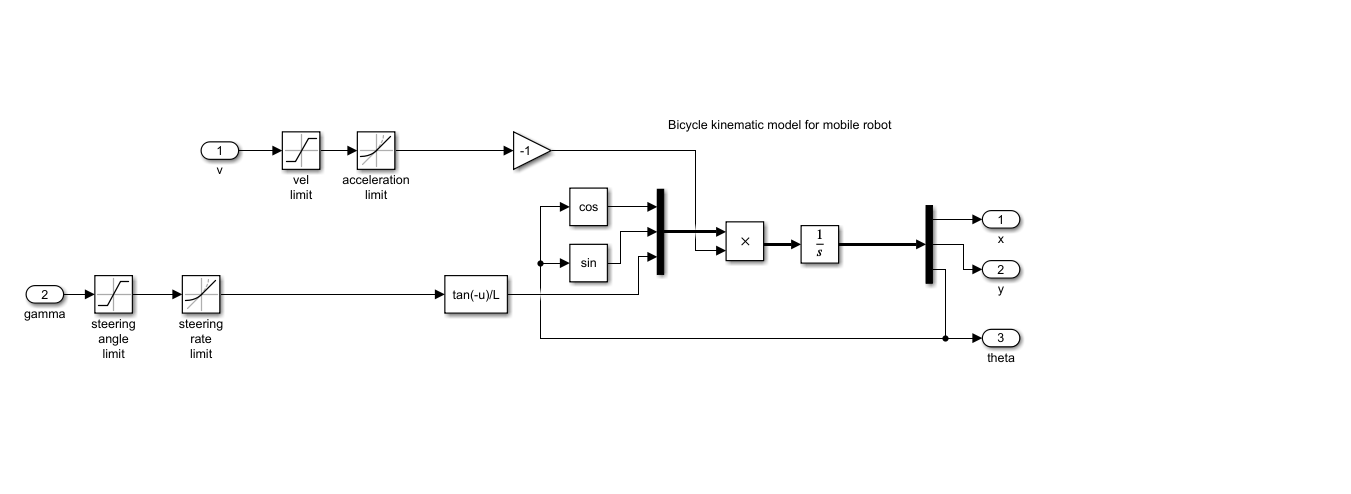 Bicycle kinematic model for mobile robot
1
v
vel
limit
acceleration
limit
-1
cos
sin
×
1
s
1
x
2
y
2
gamma
steering
angle
limit
steering
rate
limit
tan(-u)/L
3
theta